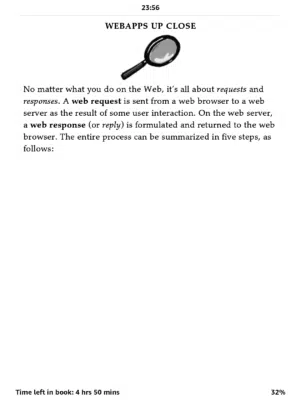 23:56
WEBAPPS UP CLOSE
No matter what you do on the Web, it's all about requests and
responses. A web request is sent from a web browser to a web
server as the result of some user interaction. On the web server,
a web response (or reply) is formulated and returned to the web
browser. The entire process can be summarized in five steps, as
follows:
Time left in book: 4 hrs 50 mins 32%